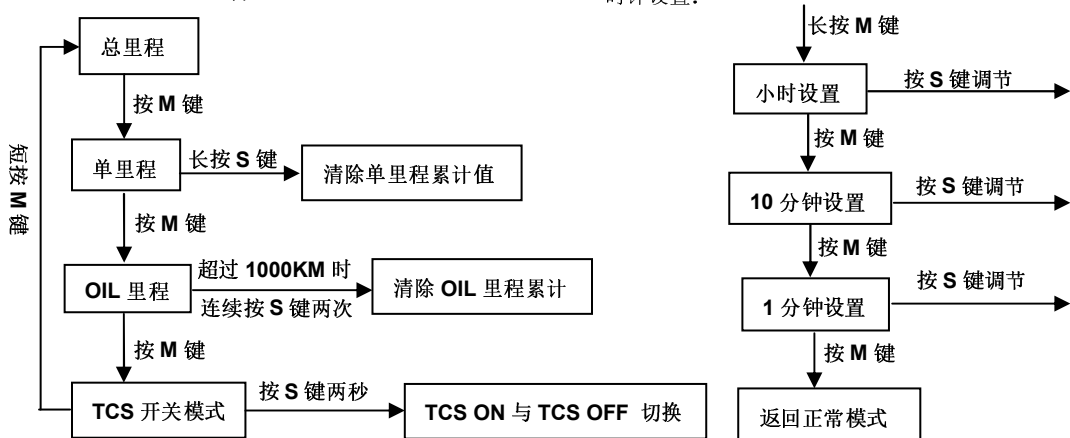 时钟设置：
总里程
按 M 键
单里程
长按 S 键
清除单里程累计值
按 M 键
OIL 里程
超过 1000KM 时
连续按 S 键两次
清除 OIL 里程累计
按 M 键
TCS 开关模式
按 S 键两秒
TCS ON 与 TCS OFF 切换
短按 M 键
长按 M 键
小时设置
按 S 键调节
按 M 键
10 分钟设置
按 S 键调节
按 M 键
1 分钟设置
按 S 键调节
按 M 键
返回正常模式